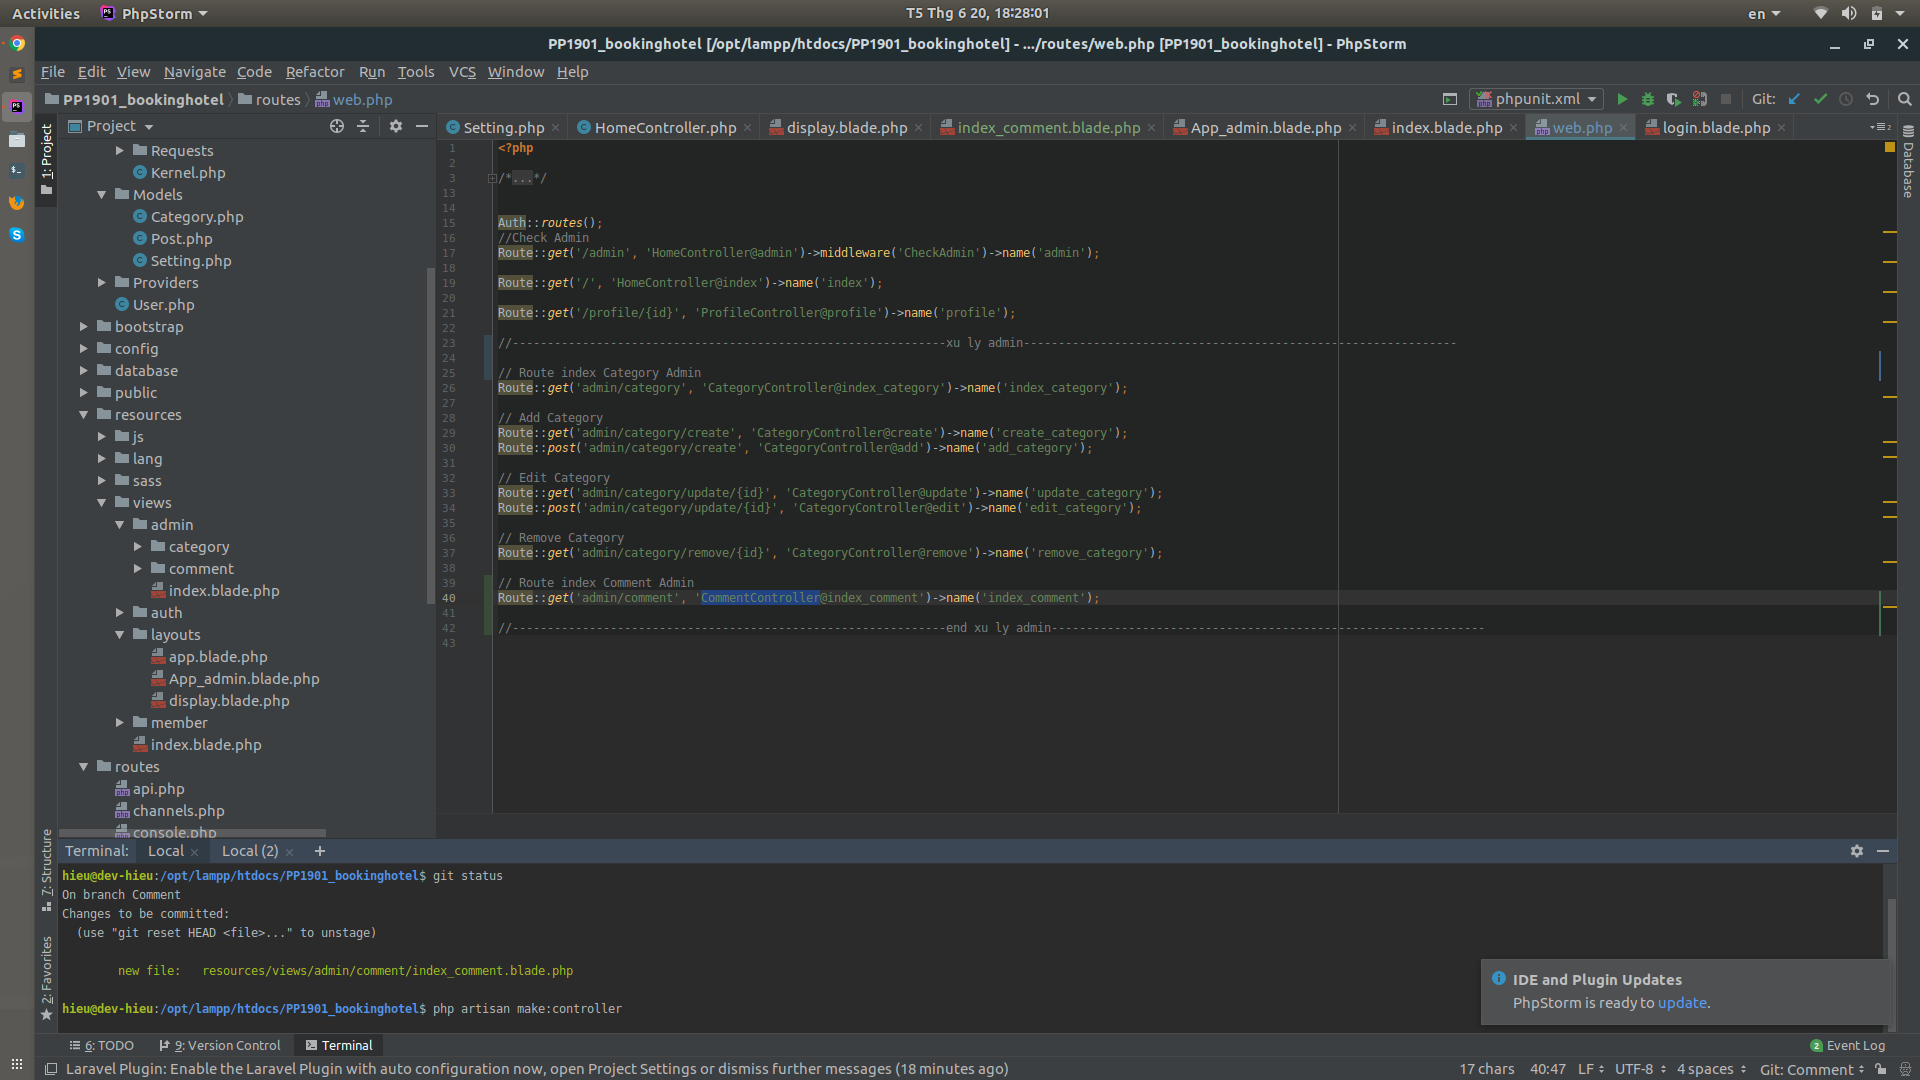 Activities PhpStorm T5 Thg 6 20, 18:28:01 en
PP1901_bookinghotel [/opt/lampp/htdocs/PP1901_bookinghotel] - .../routes/web.php [PP1901_bookinghotel] - PhpStorm
File Edit View Navigate Code Refactor Run Tools VCS Window Help
PP1901_bookinghotel routes web.php phpunit.xml Git:
1: Project
Project
Requests
Kernel.php
Models
Category.php
Post.php
Setting.php
Providers
User.php
bootstrap
config
database
public
resources
js
lang
sass
views
admin
category
comment
index.blade.php
auth
layouts
app.blade.php
App_admin.blade.php
display.blade.php
member
index.blade.php
routes
api.php
channels.php
console.php
Setting.php HomeController.php display.blade.php index_comment.blade.php App_admin.blade.php index.blade.php web.php login.blade.php
Database
1 <?php
2
3 /*...*/
13
14
15 Auth::routes();
16 //Check Admin
17 Route::get('/admin', 'HomeController@admin')->middleware('CheckAdmin')->name('admin');
18
19 Route::get('/', 'HomeController@index')->name('index');
20
21 Route::get('/profile/{id}', 'ProfileController@profile')->name('profile');
22
23 //--------------------------------------------------------------xu ly admin--------------------------------------------------------------
24
25 // Route index Category Admin
26 Route::get('admin/category', 'CategoryController@index_category')->name('index_category');
27
28 // Add Category
29 Route::get('admin/category/create', 'CategoryController@create')->name('create_category');
30 Route::post('admin/category/create', 'CategoryController@add')->name('add_category');
31
32 // Edit Category
33 Route::get('admin/category/update/{id}', 'CategoryController@update')->name('update_category');
34 Route::post('admin/category/update/{id}', 'CategoryController@edit')->name('edit_category');
35
36 // Remove Category
37 Route::get('admin/category/remove/{id}', 'CategoryController@remove')->name('remove_category');
38
39 // Route index Comment Admin
40 Route::get('admin/comment', 'CommentController@index_comment')->name('index_comment');
41
42 //--------------------------------------------------------------end xu ly admin--------------------------------------------------------------
43
7: Structure
2: Favorites
Terminal: Local Local (2) +
hieu@dev-hieu:/opt/lampp/htdocs/PP1901_bookinghotel$ git status
On branch Comment
Changes to be committed:
(use "git reset HEAD <file>..." to unstage)
new file: resources/views/admin/comment/index_comment.blade.php
hieu@dev-hieu:/opt/lampp/htdocs/PP1901_bookinghotel$ php artisan make:controller
IDE and Plugin Updates
PhpStorm is ready to update.
6: TODO 9: Version Control Terminal 2 Event Log
Laravel Plugin: Enable the Laravel Plugin with auto configuration now, open Project Settings or dismiss further messages (18 minutes ago) 17 chars 40:47 LF UTF-8 4 spaces Git: Comment